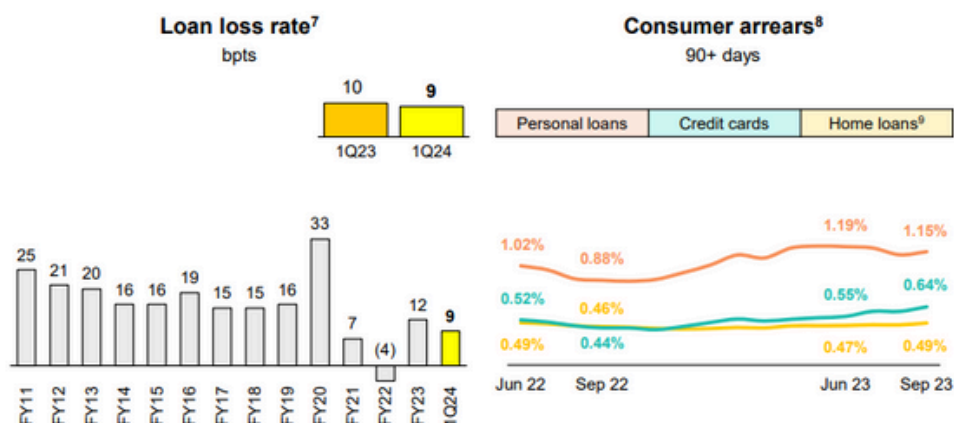 Loan loss rate⁷
bpts
10
9
1Q23
1Q24
25
21
20
16
16
19
15
15
16
33
7
(4)
12
9
FY11
FY12
FY13
FY14
FY15
FY16
FY17
FY18
FY19
FY20
FY21
FY22
FY23
1Q24
Consumer arrears⁸
90+ days
Personal loans
Credit cards
Home loans⁹
1.02%
0.88%
1.19%
1.15%
0.52%
0.46%
0.55%
0.64%
0.49%
0.44%
0.47%
0.49%
Jun 22
Sep 22
Jun 23
Sep 23